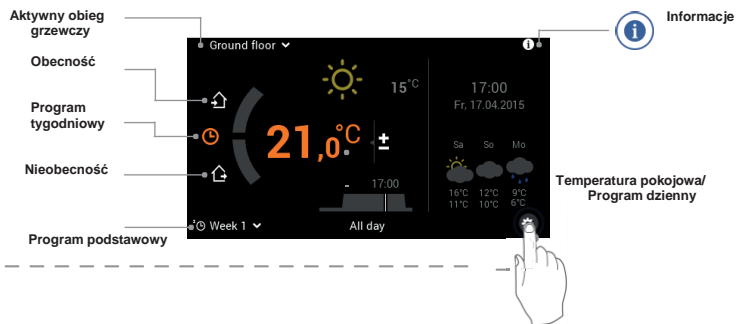 Aktywny obieg
grzewczy
Obecność
Program
tygodniowy
Nieobecność
Program podstawowy
Ground floor
15°C
21,0°C
±
- 17:00
Week 1
All day
17:00
Fr, 17.04.2015
Sa So Mo
16°C 12°C 9°C
11°C 10°C 6°C
i
Informacje
Temperatura pokojowa/
Program dzienny